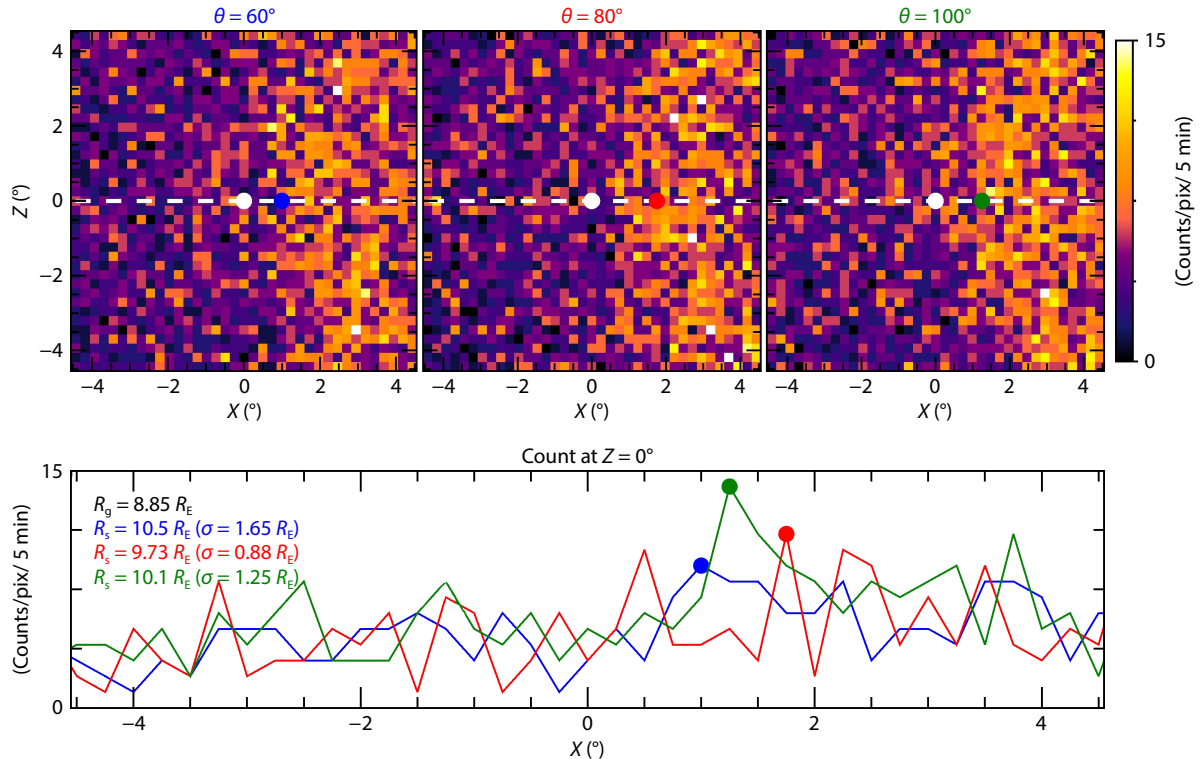 θ = 60° θ = 80° θ = 100°
4
2
0
−2
−4
Z (°)
−4 −2 0 2 4 −4 −2 0 2 4 −4 −2 0 2 4
X (°) X (°) X (°)
15
0
(Counts/pix/ 5 min)
Count at Z = 0°
15
0
(Counts/pix/ 5 min)
Rg = 8.85 RE
Rs = 10.5 RE (σ = 1.65 RE)
Rs = 9.73 RE (σ = 0.88 RE)
Rs = 10.1 RE (σ = 1.25 RE)
−4 −2 0 2 4
X (°)